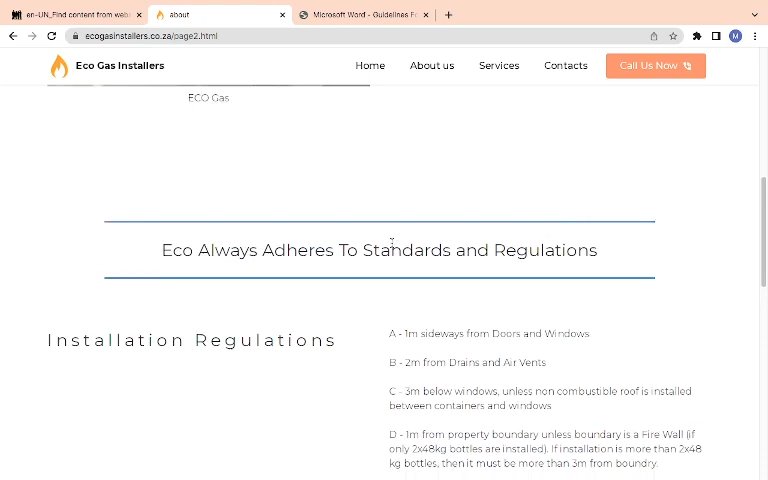 en-UN_Find content from webs
about
Microsoft Word - Guidelines Fo
ecogasinstallers.co.za/page2.html
M
Eco Gas Installers
Home
About us
Services
Contacts
Call Us Now
ECO Gas
Eco Always Adheres To Standards and Regulations
Installation Regulations
A - 1m sideways from Doors and Windows
B - 2m from Drains and Air Vents
C - 3m below windows, unless non combustible roof is installed
between containers and windows
D - 1m from property boundary unless boundary is a Fire Wall (if
only 2x48kg bottles are installed). If installation is more than 2x48
kg bottles, then it must be more than 3m from boundry.